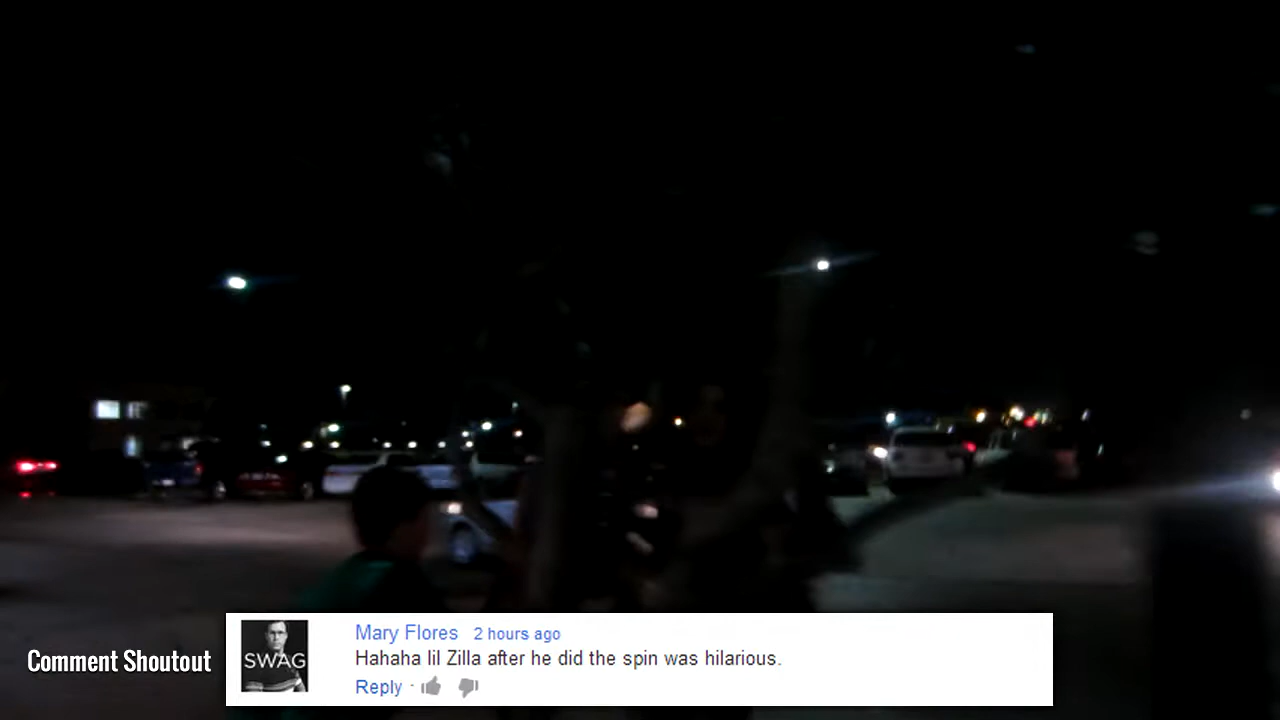 Comment Shoutout
SWAG
Mary Flores 2 hours ago
Hahaha lil Zilla after he did the spin was hilarious.
Reply ·